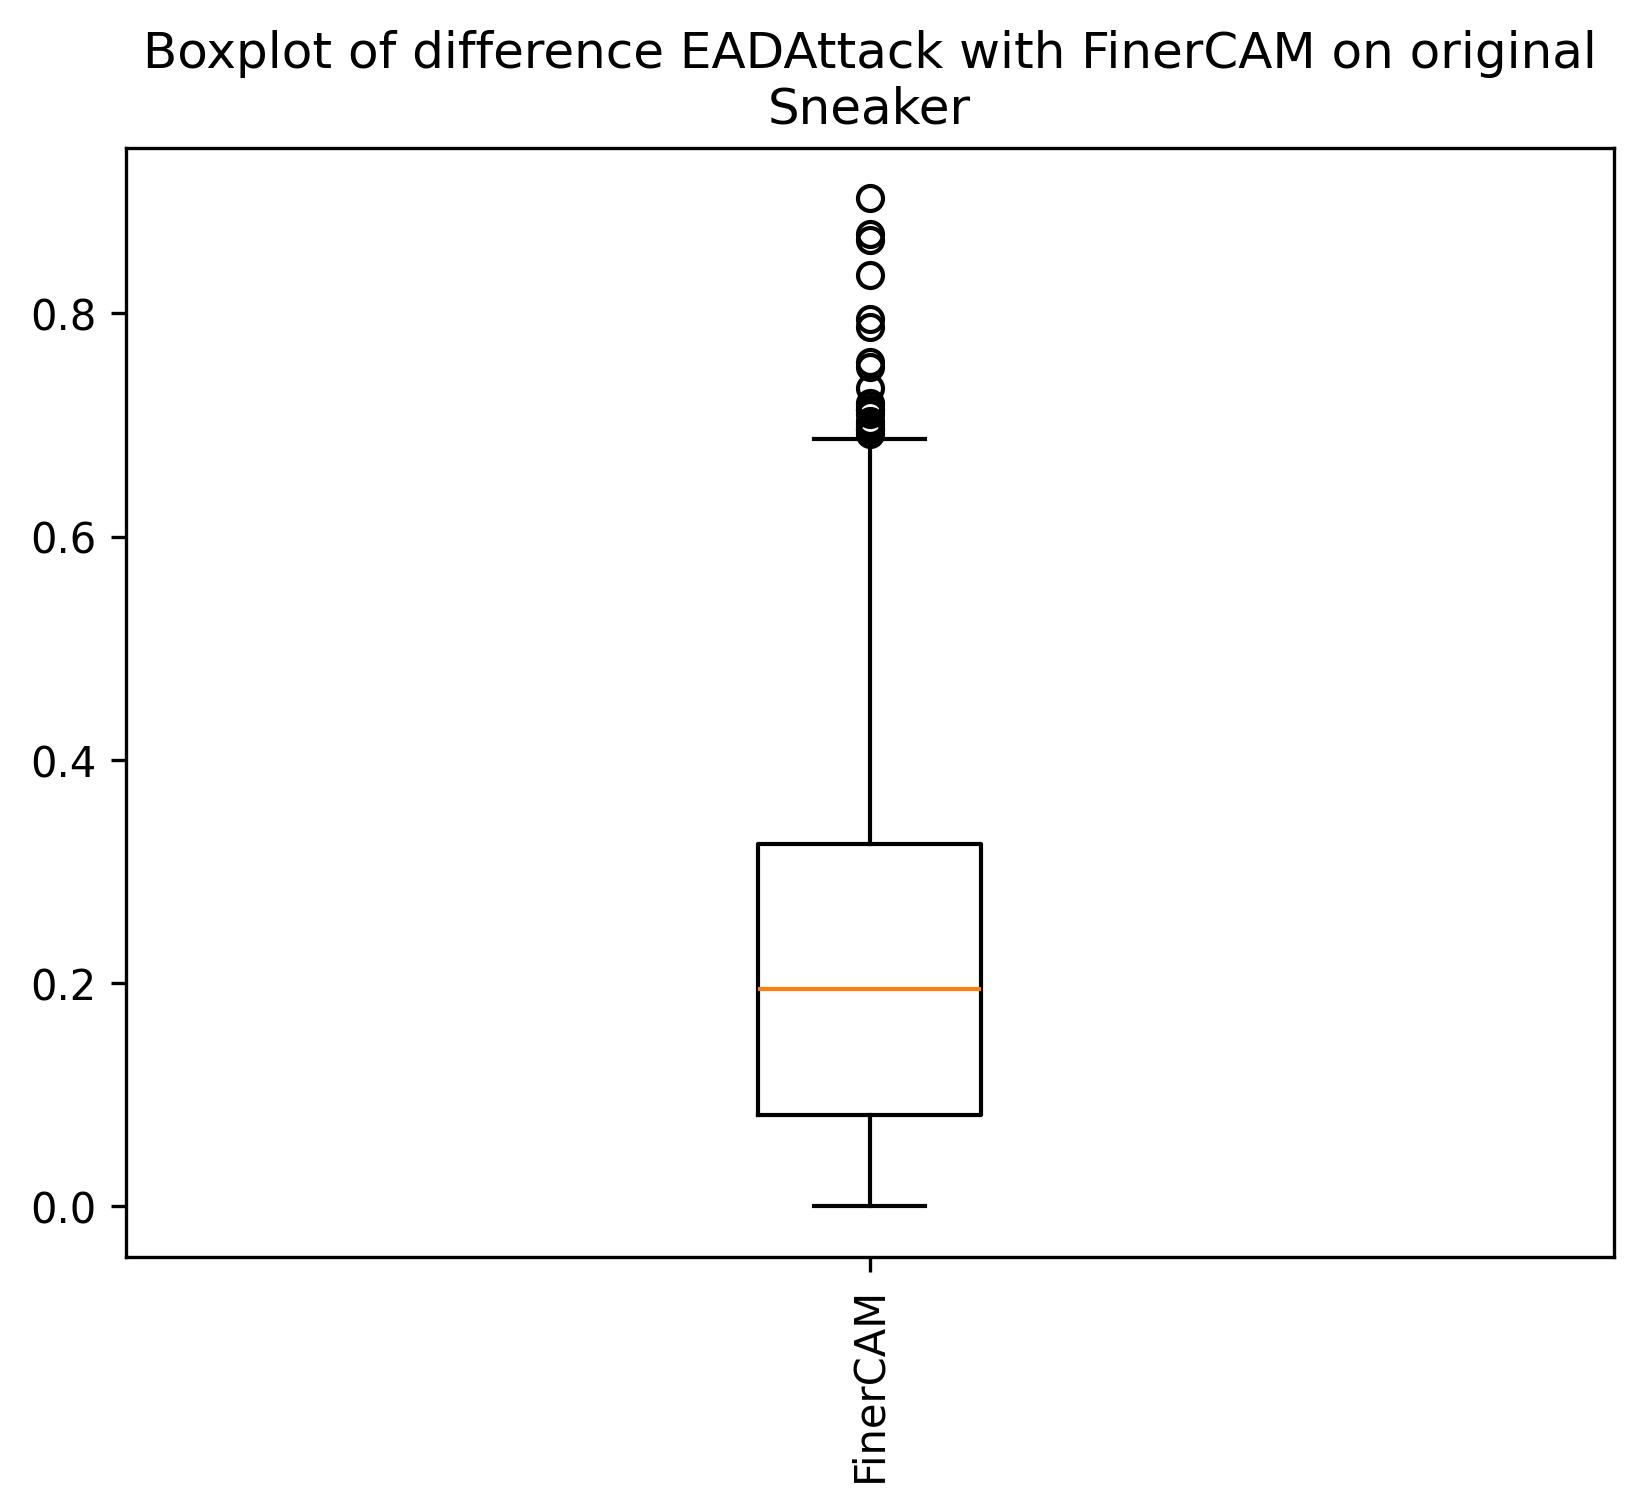 Boxplot of difference EADAttack with FinerCAM on original
Sneaker
0.8
0.6
0.4
0.2
0.0
FinerCAM